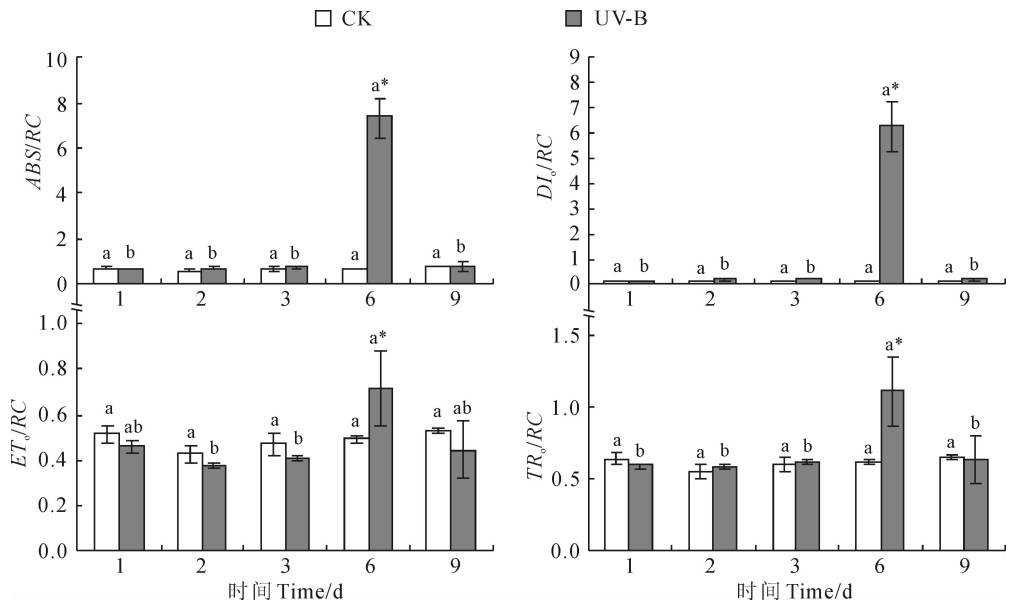 CK UV-B
ABS/RC
10
8
6
4
2
0
a b a b a b a a* a b
1 2 3 6 9
DIₒ/RC
9
8
7
6
5
4
3
2
1
0
a b a b a b a a* a b
1 2 3 6 9
ETₒ/RC
1.0
0.8
0.6
0.4
0.2
0.0
a ab a b a b a a* a ab
1 2 3 6 9
时间 Time/d
TRₒ/RC
1.5
1.0
0.5
0.0
a b a b a b a a* a b
1 2 3 6 9
时间 Time/d